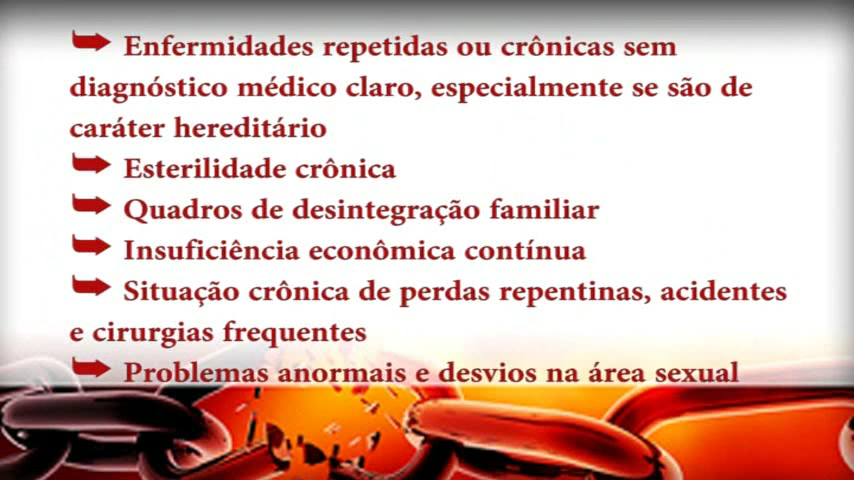 Enfermidades repetidas ou crônicas sem
diagnóstico médico claro, especialmente se são de
caráter hereditário
Esterilidade crônica
Quadros de desintegração familiar
Insuficiência econômica contínua
Situação crônica de perdas repentinas, acidentes
e cirurgias frequentes
Problemas anormais e desvios na área sexual